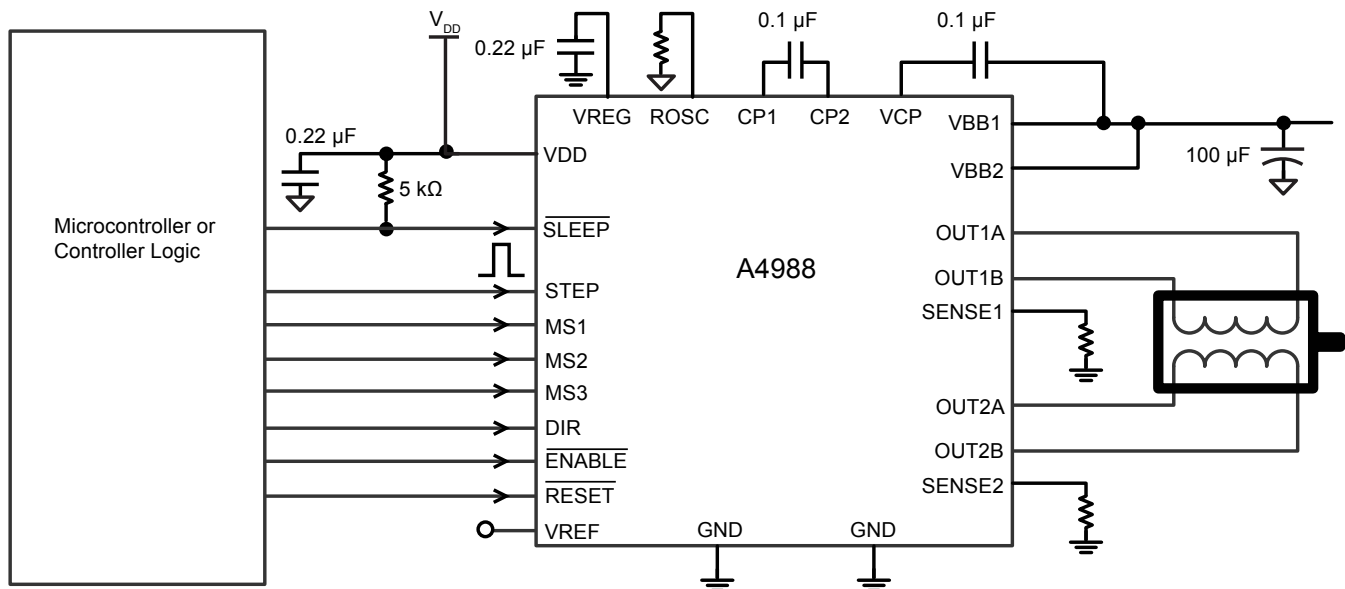 V_DD
0.22 µF
0.1 µF
0.1 µF
0.22 µF
5 kΩ
100 µF
Microcontroller or
Controller Logic
A4988
VREG
ROSC
CP1
CP2
VCP
VDD
SLEEP
STEP
MS1
MS2
MS3
DIR
ENABLE
RESET
VREF
GND
GND
VBB1
VBB2
OUT1A
OUT1B
SENSE1
OUT2A
OUT2B
SENSE2